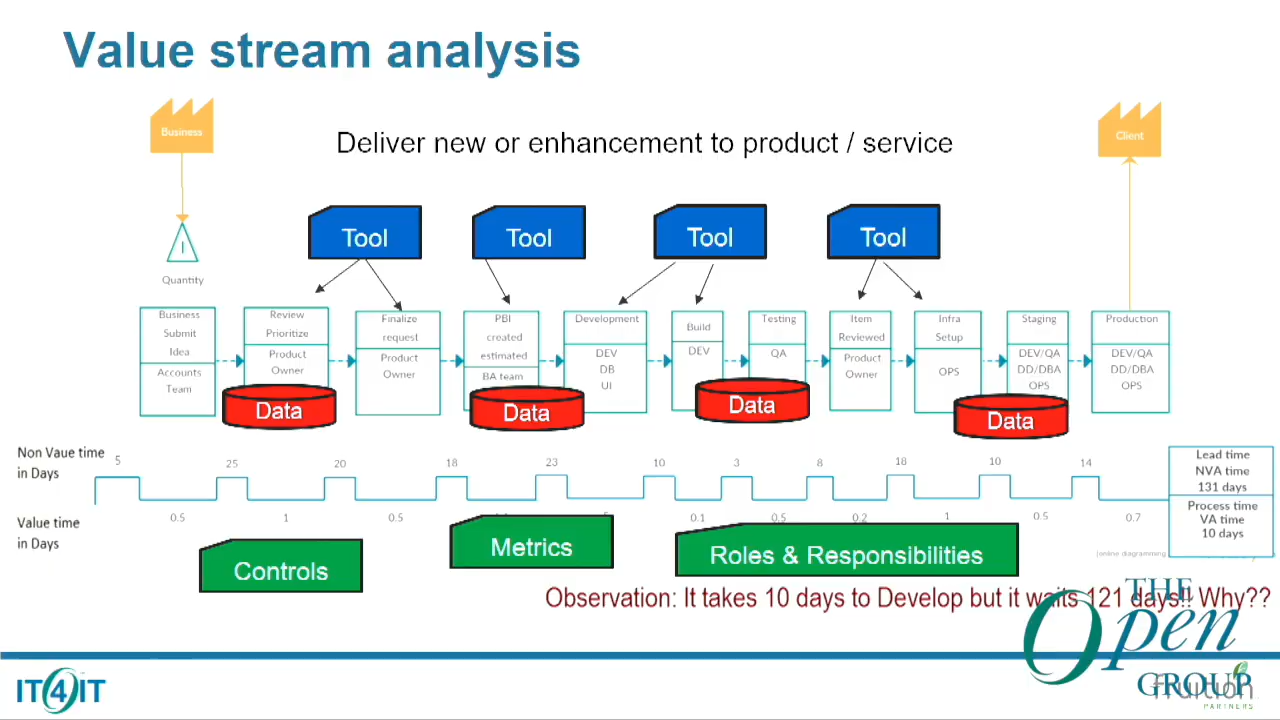 Value stream analysis
Business
Client
Deliver new or enhancement to product / service
Tool
Tool
Tool
Tool
I
Quantity
Business
Submit
Idea
Accounts
Team
Review
Prioritize
Product
Owner
Finalize
request
Product
Owner
PBI
created
estimated
BA team
Development
DEV
DB
UI
Build
DEV
Testing
QA
Item
Reviewed
Product
Owner
Infra
Setup
OPS
Staging
DEV/QA
DD/DBA
OPS
Production
DEV/QA
DD/DBA
OPS
Data
Data
Data
Data
Non Vaue time
in Days
5
25
20
18
23
10
3
8
16
10
14
Lead time
NVA time
131 days
Process time
VA time
10 days
Value time
in Days
0.5
1
0.5
0.1
0.5
0.2
1
0.5
0.7
(online diagramming
Controls
Metrics
Roles & Responsibilities
Observation: It takes 10 days to Develop but it waits 121 days!! Why??
IT4IT
THE
Open
GROUP
fruition
PARTNERS